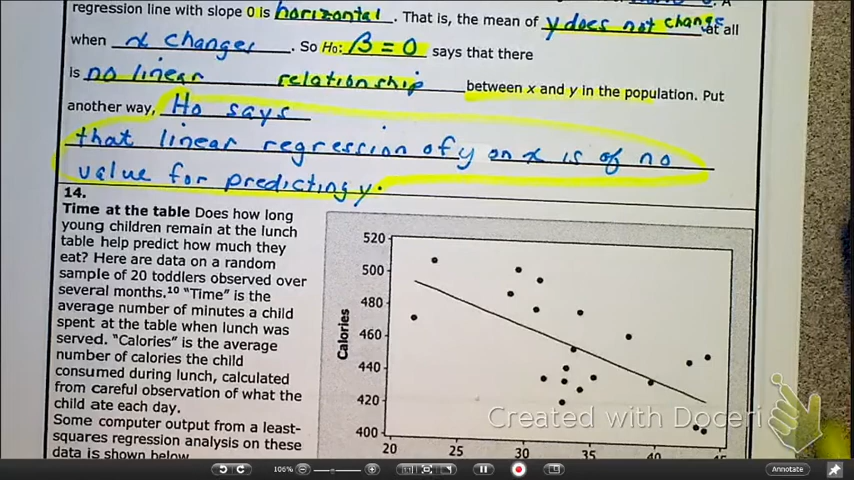 regression line with slope 0 is horizontal. That is, the mean of y does not change at all
when x changes. So H₀: β = 0 says that there
is no linear relationship between x and y in the population. Put
another way, Ho says
that linear regression of y on x is of no
value for predicting y.
14.
Time at the table Does how long
young children remain at the lunch
table help predict how much they
eat? Here are data on a random
sample of 20 toddlers observed over
several months.¹⁰ "Time" is the
average number of minutes a child
spent at the table when lunch was
served. "Calories" is the average
number of calories the child
consumed during lunch, calculated
from careful observation of what the
child ate each day.
Some computer output from a least-
squares regression analysis on these
data is shown below.
520
500
480
460
440
420
400
Calories
20 25 30 35 40 45
Created with Doceri
106%
Annotate